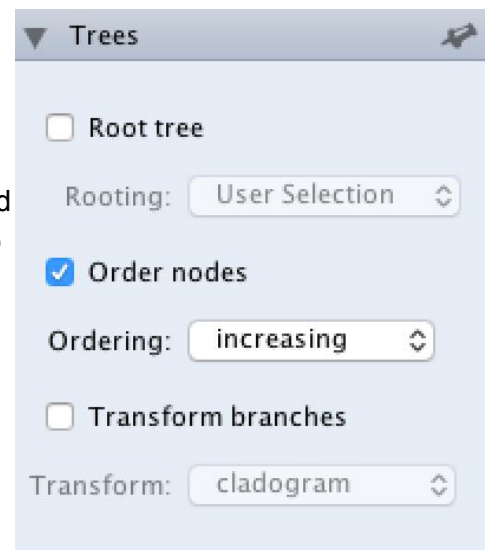 Trees
Root tree
Rooting: User Selection
Order nodes
Ordering: increasing
Transform branches
Transform: cladogram